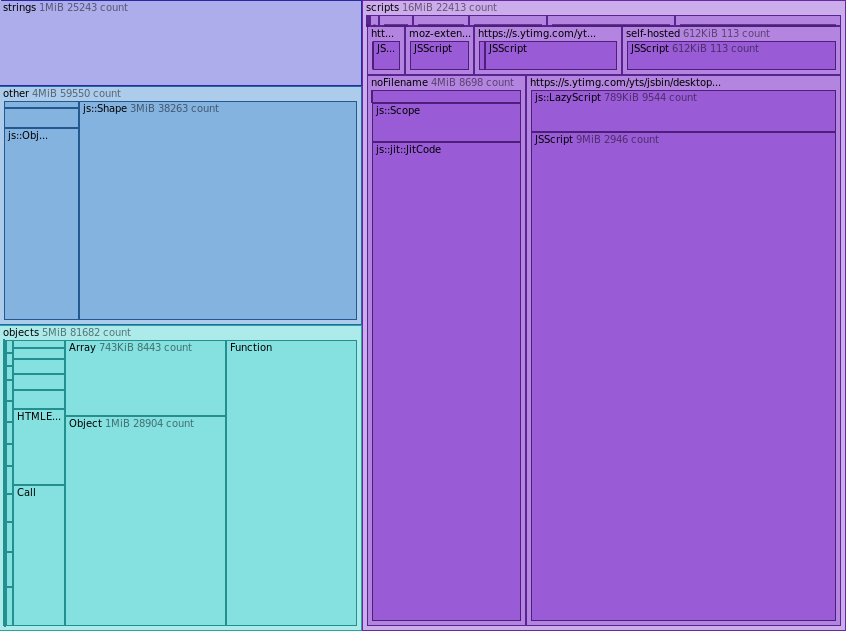 strings 1MiB 25243 count
other 4MiB 59550 count
js::Obj...
js::Shape 3MiB 38263 count
objects 5MiB 81682 count
HTMLE...
Call
Array 743KiB 8443 count
Object 1MiB 28904 count
Function
scripts 16MiB 22413 count
htt...
JS...
moz-exten...
JSScript
https://s.ytimg.com/yt...
JSScript
self-hosted 612KiB 113 count
JSScript 612KiB 113 count
noFilename 4MiB 8698 count
js::Scope
js::jit::JitCode
https://s.ytimg.com/yts/jsbin/desktop...
js::LazyScript 789KiB 9544 count
JSScript 9MiB 2946 count